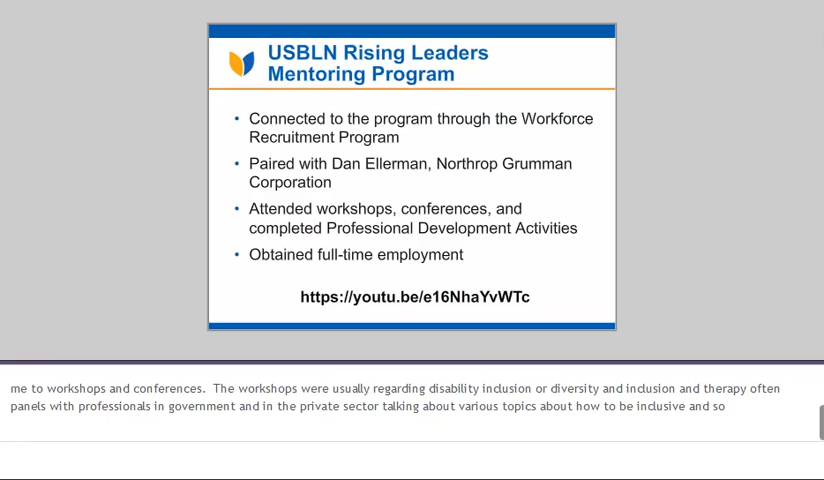 USBLN Rising Leaders
Mentoring Program
• Connected to the program through the Workforce
Recruitment Program
• Paired with Dan Ellerman, Northrop Grumman
Corporation
• Attended workshops, conferences, and
completed Professional Development Activities
• Obtained full-time employment
https://youtu.be/e16NhaYvWTc
me to workshops and conferences.  The workshops were usually regarding disability inclusion or diversity and inclusion and therapy often
panels with professionals in government and in the private sector talking about various topics about how to be inclusive and so